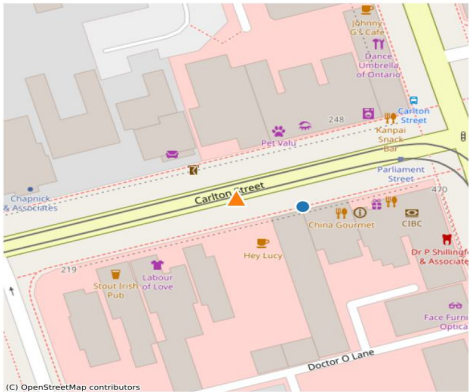 Johnny
G's Cafe
Dance
Umbrella
of Ontario
Carlton
Street
248
Kanpai
Snack
Bar
Pet Valu
Parliament
Street
Chapnick
& Associates
Carlton Street
470
China Gourmet
CIBC
Hey Lucy
Dr P Shillingf
& Associate
219
Stout Irish
Pub
Labour
of Love
Face Furni
Optica
Doctor O Lane
(C) OpenStreetMap contributors